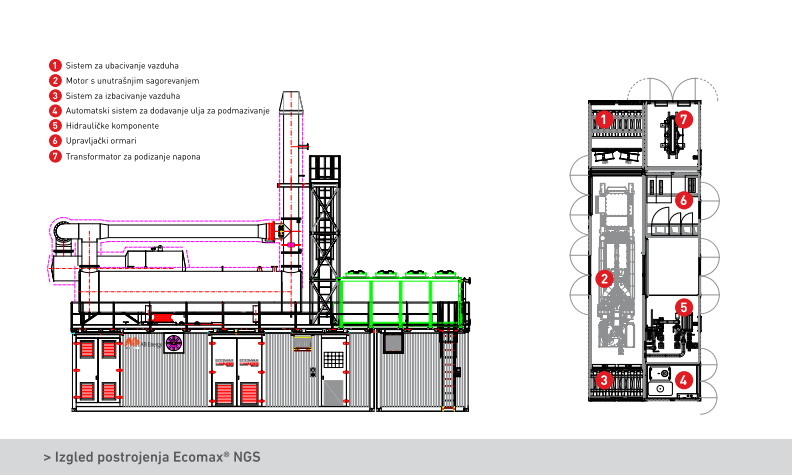 1 Sistem za ubacivanje vazduha
2 Motor s unutrašnjim sagorevanjem
3 Sistem za izbacivanje vazduha
4 Automatski sistem za dodavanje ulja za podmazivanje
5 Hidrauličke komponente
6 Upravljački ormari
7 Transformator za podizanje napona
1
7
6
2
5
3
4
AB Energy
> Izgled postrojenja Ecomax® NGS